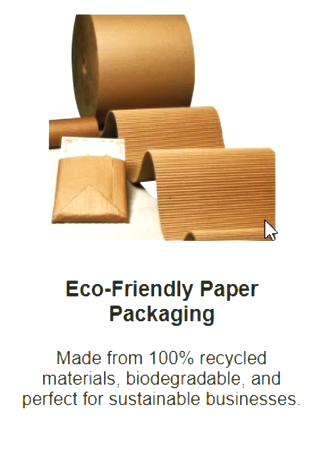 Eco-Friendly Paper
Packaging
Made from 100% recycled
materials, biodegradable, and
perfect for sustainable businesses.